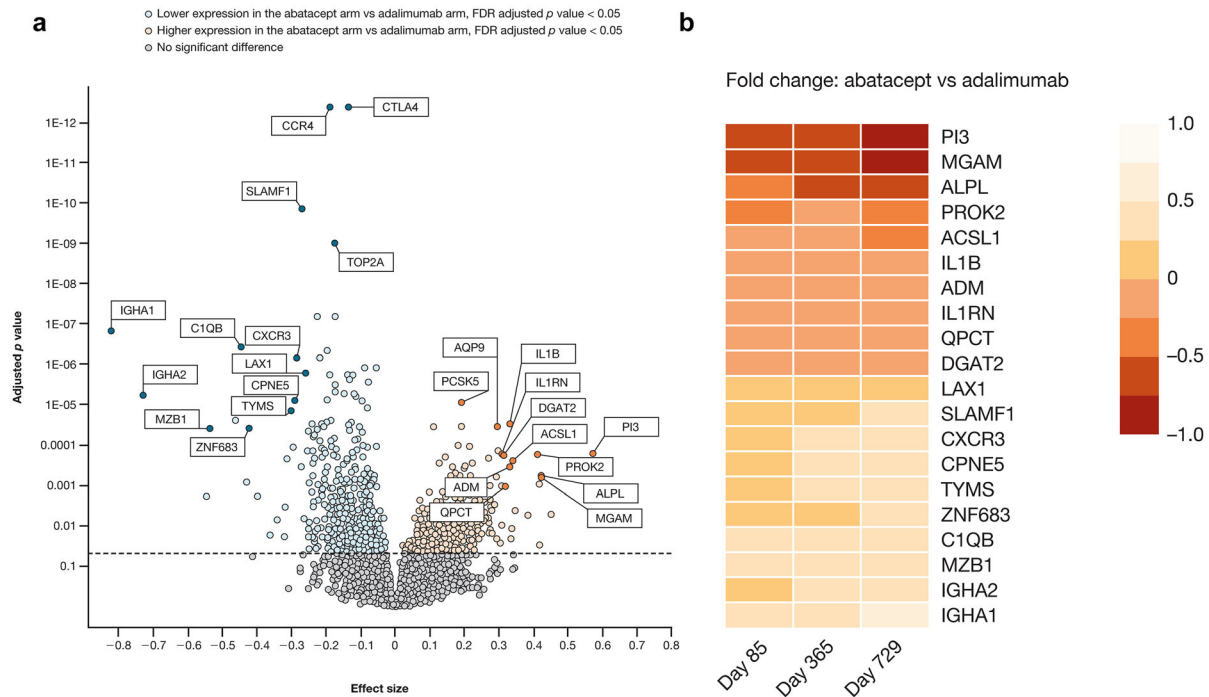 a
Lower expression in the abatacept arm vs adalimumab arm, FDR adjusted p value < 0.05
Higher expression in the abatacept arm vs adalimumab arm, FDR adjusted p value < 0.05
No significant difference
Adjusted p value
1E-12
1E-11
1E-10
1E-09
1E-08
1E-07
1E-06
1E-05
0.0001
0.001
0.01
0.1
CCR4
CTLA4
SLAMF1
TOP2A
IGHA1
C1QB
CXCR3
LAX1
IGHA2
CPNE5
TYMS
MZB1
ZNF683
AQP9
IL1B
PCSK5
IL1RN
DGAT2
ACSL1
PI3
PROK2
ADM
ALPL
QPCT
MGAM
−0.8 −0.7 −0.6 −0.5 −0.4 −0.3 −0.2 −0.1 0 0.1 0.2 0.3 0.4 0.5 0.6 0.7 0.8
Effect size
b
Fold change: abatacept vs adalimumab
PI3
MGAM
ALPL
PROK2
ACSL1
IL1B
ADM
IL1RN
QPCT
DGAT2
LAX1
SLAMF1
CXCR3
CPNE5
TYMS
ZNF683
C1QB
MZB1
IGHA2
IGHA1
Day 85
Day 365
Day 729
1.0
0.5
0
−0.5
−1.0